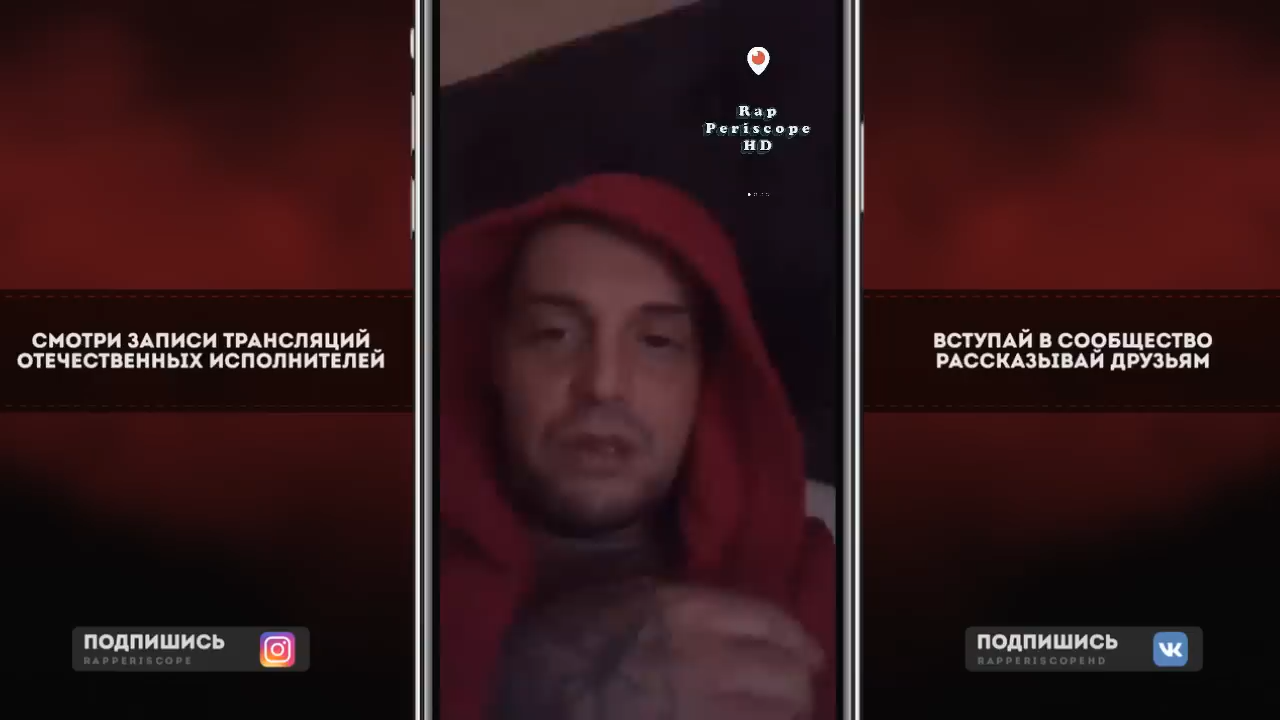 Rap
Periscope
HD
СМОТРИ ЗАПИСИ ТРАНСЛЯЦИЙ
ОТЕЧЕСТВЕННЫХ ИСПОЛНИТЕЛЕЙ
ВСТУПАЙ В СООБЩЕСТВО
РАССКАЗЫВАЙ ДРУЗЬЯМ
ПОДПИШИСЬ
RAPPERISCOPE
ПОДПИШИСЬ
RAPPERISCOPEHD